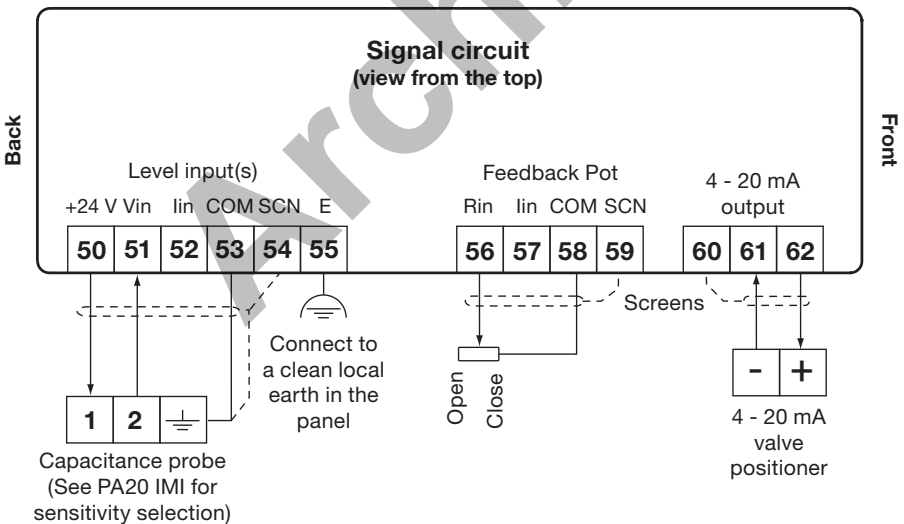 Signal circuit
(view from the top)
Back
Front
Level input(s)
+24 V Vin Iin COM SCN E
50 51 52 53 54 55
Feedback Pot
Rin Iin COM SCN
56 57 58 59
4 - 20 mA
output
60 61 62
Screens
Connect to
a clean local
earth in the
panel
1 2
Capacitance probe
(See PA20 IMI for
sensitivity selection)
Open
Close
- +
4 - 20 mA
valve
positioner